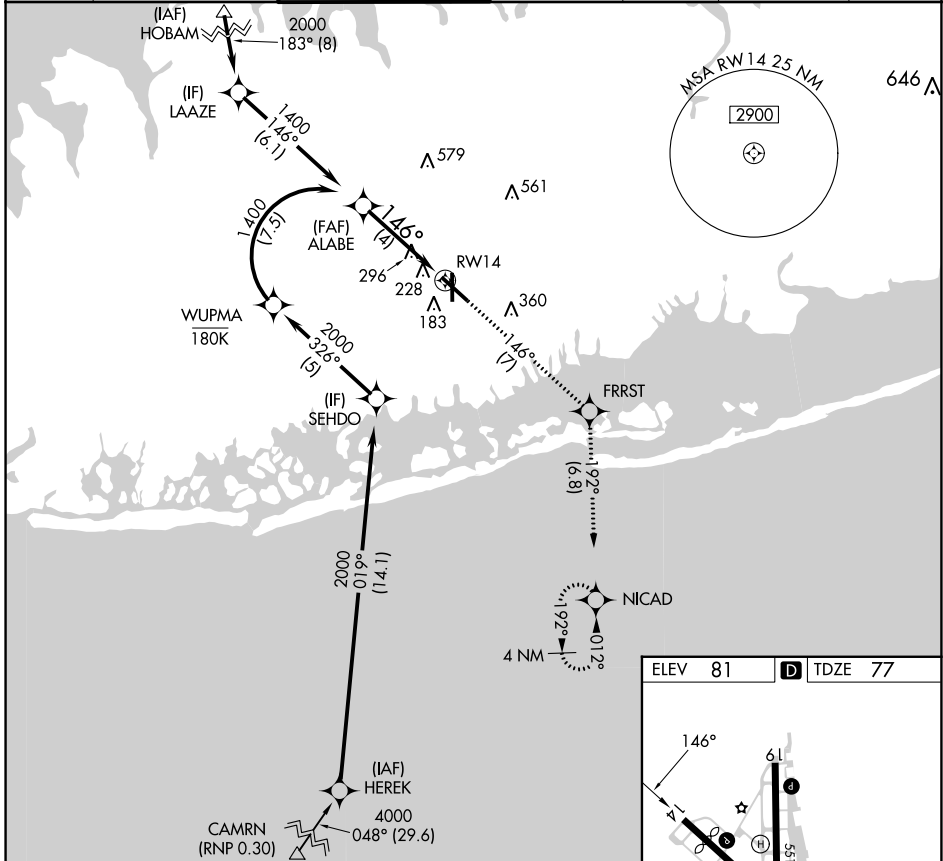 (IAF)
HOBAM
2000
183° (8)
(IF)
LAAZE
1400
146°
(6.1)
MSA RW14 25 NM
2900
646
579
561
1400
(7.5)
(FAF)
ALABE
146°
(4)
296
228
183
RW14
360
WUPMA
180K
2000
326°
(5)
(IF)
SEHDO
146°
(7)
FRRST
192°
(6.8)
2000
019°
(14.1)
NICAD
192°
012°
4 NM
(IAF)
HEREK
4000
048° (29.6)
CAMRN
(RNP 0.30)
ELEV 81
D
TDZE 77
146°
19
P
14
P
H
55